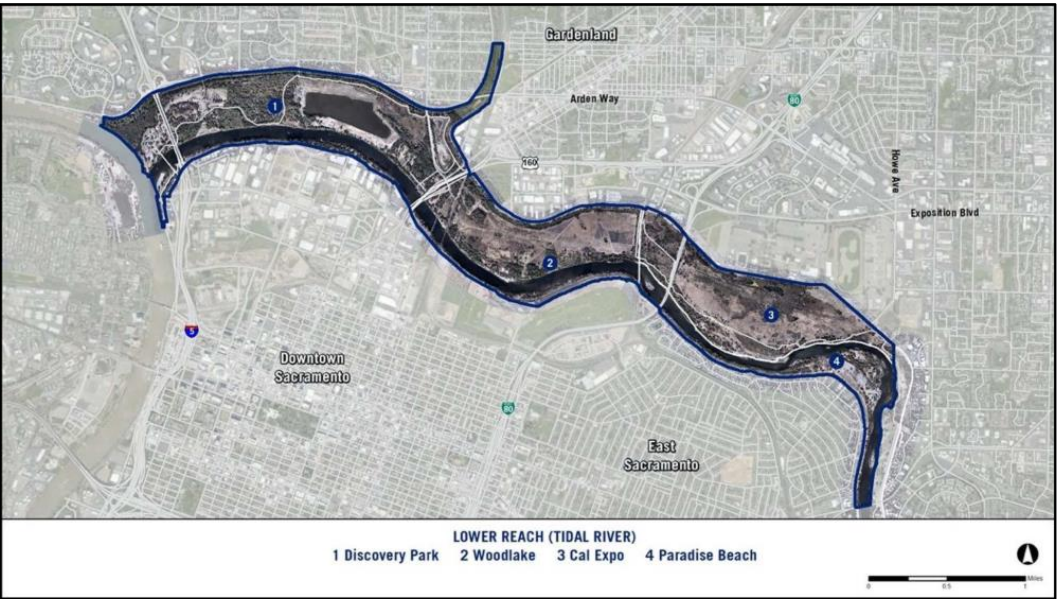 Gardenland
Arden Way
80
1
160
Howe Ave
Exposition Blvd
2
3
5
4
Downtown
Sacramento
80
East
Sacramento
LOWER REACH (TIDAL RIVER)
1 Discovery Park 2 Woodlake 3 Cal Expo 4 Paradise Beach
Miles
0 0.5 1